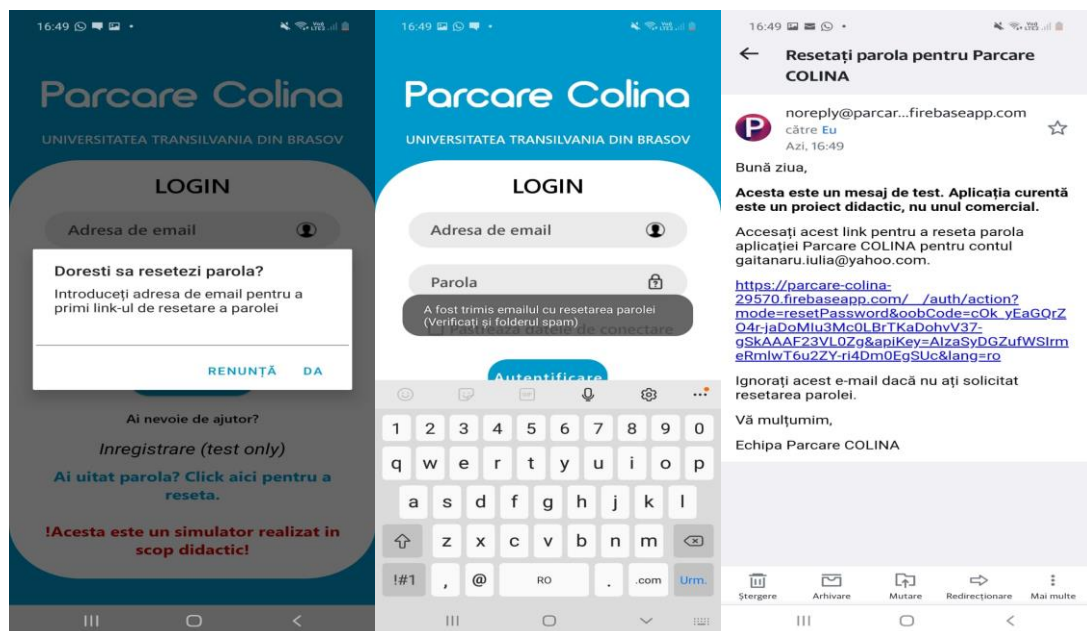 16:49
Parcare Colina
UNIVERSITATEA TRANSILVANIA DIN BRASOV
LOGIN
Adresa de email
Doresti sa resetezi parola?
Introduceți adresa de email pentru a
primi link-ul de resetare a parolei
RENUNȚĂ DA
Ai nevoie de ajutor?
Inregistrare (test only)
Ai uitat parola? Click aici pentru a
reseta.
!Acesta este un simulator realizat in
scop didactic!
16:49
Parcare Colina
UNIVERSITATEA TRANSILVANIA DIN BRASOV
LOGIN
Adresa de email
Parola
A fost trimis emailul cu resetarea parolei
(Verificați și folderul spam)
Pastreaza datele de conectare
Autentificare
1 2 3 4 5 6 7 8 9 0
q w e r t y u i o p
a s d f g h j k l
z x c v b n m
!#1 , @ RO . .com Urm.
16:49
Resetați parola pentru Parcare
COLINA
P
noreply@parcar...firebaseapp.com
către Eu
Azi, 16:49
Bună ziua,
Acesta este un mesaj de test. Aplicația curentă
este un proiect didactic, nu unul comercial.
Accesați acest link pentru a reseta parola
aplicației Parcare COLINA pentru contul
gaitanaru.iulia@yahoo.com.
https://parcare-colina-
29570.firebaseapp.com/__/auth/action?
mode=resetPassword&oobCode=cOk_yEaGQrZ
O4r-jaDoMIu3Mc0LBrTKaDohvV37-
gSkAAAF23VL0Zg&apiKey=AIzaSyDGZufWSIrm
eRmlwT6u2ZY-ri4Dm0EgSUc&lang=ro
Ignorați acest e-mail dacă nu ați solicitat
resetarea parolei.
Vă mulțumim,
Echipa Parcare COLINA
Ștergere Arhivare Mutare Redirecționare Mai multe